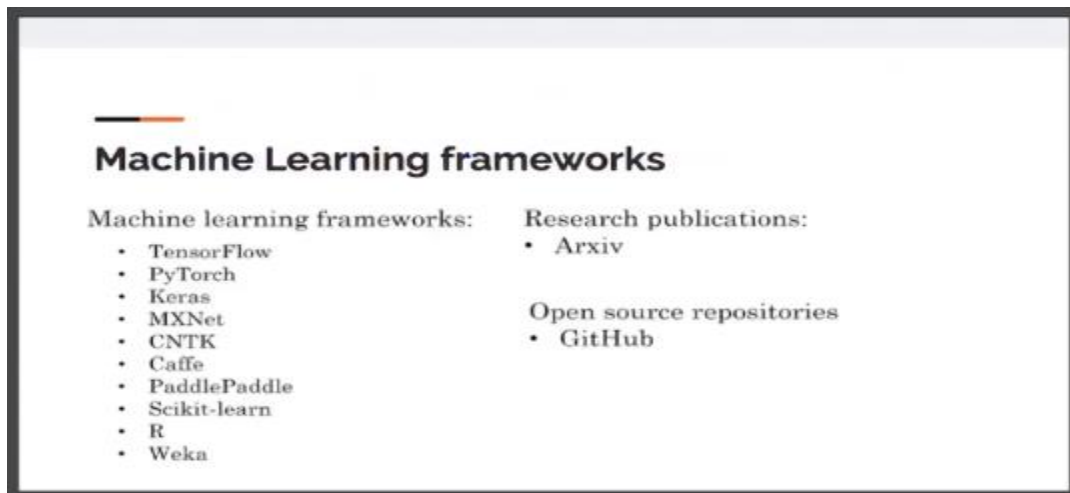 Machine Learning frameworks
Machine learning frameworks:
• TensorFlow
• PyTorch
• Keras
• MXNet
• CNTK
• Caffe
• PaddlePaddle
• Scikit-learn
• R
• Weka
Research publications:
• Arxiv
Open source repositories
• GitHub